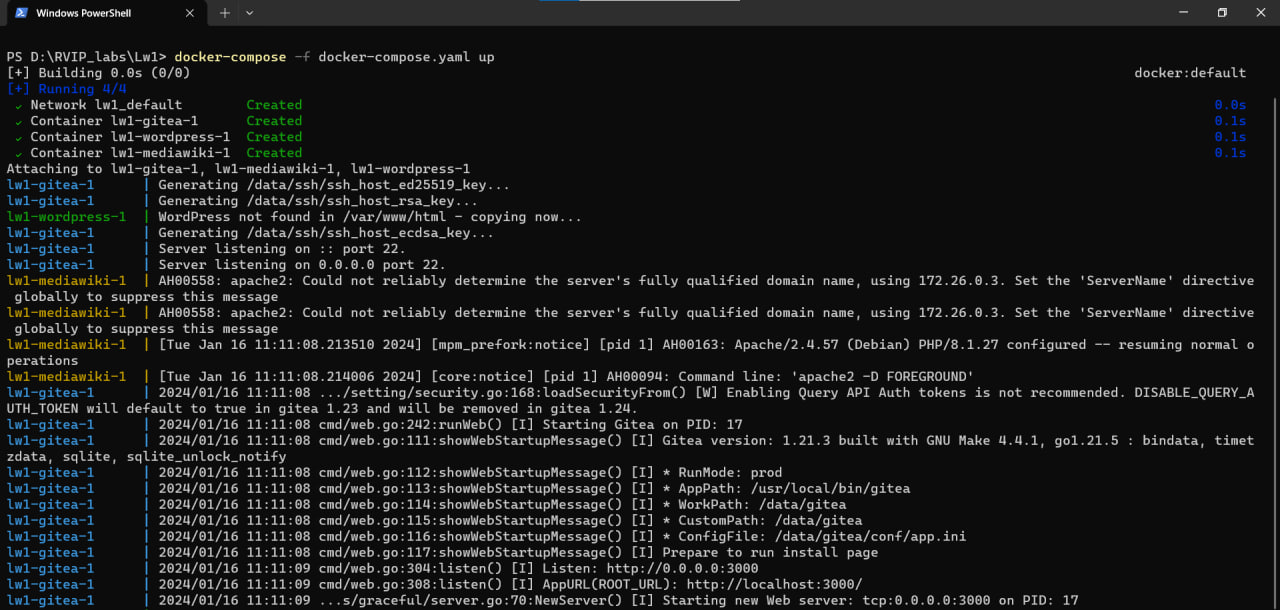 Windows PowerShell
PS D:\RVIP_labs\Lw1> docker-compose -f docker-compose.yaml up
[+] Building 0.0s (0/0) docker:default
[+] Running 4/4
✓ Network lw1_default Created 0.0s
✓ Container lw1-gitea-1 Created 0.1s
✓ Container lw1-wordpress-1 Created 0.1s
✓ Container lw1-mediawiki-1 Created 0.1s
Attaching to lw1-gitea-1, lw1-mediawiki-1, lw1-wordpress-1
lw1-gitea-1 | Generating /data/ssh/ssh_host_ed25519_key...
lw1-gitea-1 | Generating /data/ssh/ssh_host_rsa_key...
lw1-wordpress-1 | WordPress not found in /var/www/html - copying now...
lw1-gitea-1 | Generating /data/ssh/ssh_host_ecdsa_key...
lw1-gitea-1 | Server listening on :: port 22.
lw1-gitea-1 | Server listening on 0.0.0.0 port 22.
lw1-mediawiki-1 | AH00558: apache2: Could not reliably determine the server's fully qualified domain name, using 172.26.0.3. Set the 'ServerName' directive
globally to suppress this message
lw1-mediawiki-1 | AH00558: apache2: Could not reliably determine the server's fully qualified domain name, using 172.26.0.3. Set the 'ServerName' directive
globally to suppress this message
lw1-mediawiki-1 | [Tue Jan 16 11:11:08.213510 2024] [mpm_prefork:notice] [pid 1] AH00163: Apache/2.4.57 (Debian) PHP/8.1.27 configured -- resuming normal o
perations
lw1-mediawiki-1 | [Tue Jan 16 11:11:08.214006 2024] [core:notice] [pid 1] AH00094: Command line: 'apache2 -D FOREGROUND'
lw1-gitea-1 | 2024/01/16 11:11:08 .../setting/security.go:168:loadSecurityFrom() [W] Enabling Query API Auth tokens is not recommended. DISABLE_QUERY_A
UTH_TOKEN will default to true in gitea 1.23 and will be removed in gitea 1.24.
lw1-gitea-1 | 2024/01/16 11:11:08 cmd/web.go:242:runWeb() [I] Starting Gitea on PID: 17
lw1-gitea-1 | 2024/01/16 11:11:08 cmd/web.go:111:showWebStartupMessage() [I] Gitea version: 1.21.3 built with GNU Make 4.4.1, go1.21.5 : bindata, timet
zdata, sqlite, sqlite_unlock_notify
lw1-gitea-1 | 2024/01/16 11:11:08 cmd/web.go:112:showWebStartupMessage() [I] * RunMode: prod
lw1-gitea-1 | 2024/01/16 11:11:08 cmd/web.go:113:showWebStartupMessage() [I] * AppPath: /usr/local/bin/gitea
lw1-gitea-1 | 2024/01/16 11:11:08 cmd/web.go:114:showWebStartupMessage() [I] * WorkPath: /data/gitea
lw1-gitea-1 | 2024/01/16 11:11:08 cmd/web.go:115:showWebStartupMessage() [I] * CustomPath: /data/gitea
lw1-gitea-1 | 2024/01/16 11:11:08 cmd/web.go:116:showWebStartupMessage() [I] * ConfigFile: /data/gitea/conf/app.ini
lw1-gitea-1 | 2024/01/16 11:11:08 cmd/web.go:117:showWebStartupMessage() [I] Prepare to run install page
lw1-gitea-1 | 2024/01/16 11:11:09 cmd/web.go:304:listen() [I] Listen: http://0.0.0.0:3000
lw1-gitea-1 | 2024/01/16 11:11:09 cmd/web.go:308:listen() [I] AppURL(ROOT_URL): http://localhost:3000/
lw1-gitea-1 | 2024/01/16 11:11:09 ...s/graceful/server.go:70:NewServer() [I] Starting new Web server: tcp:0.0.0.0:3000 on PID: 17